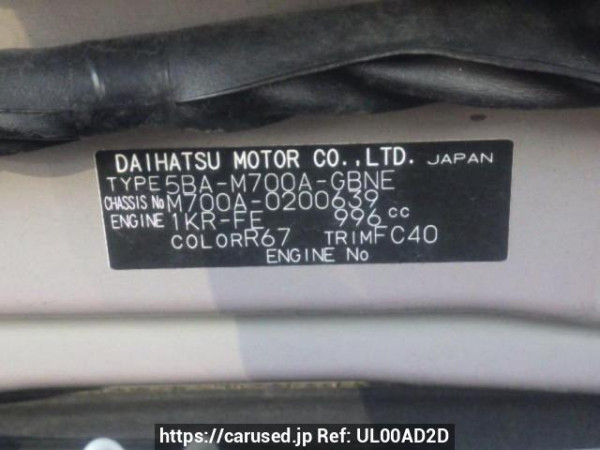 DAIHATSU MOTOR CO.,LTD. JAPAN
TYPE 5BA-M700A-GBNE
CHASSIS No M700A-0200639
ENGINE 1KR-FE 996 cc
COLOR R67 TRIM FC40
ENGINE No
https://carused.jp Ref: UL00AD2D